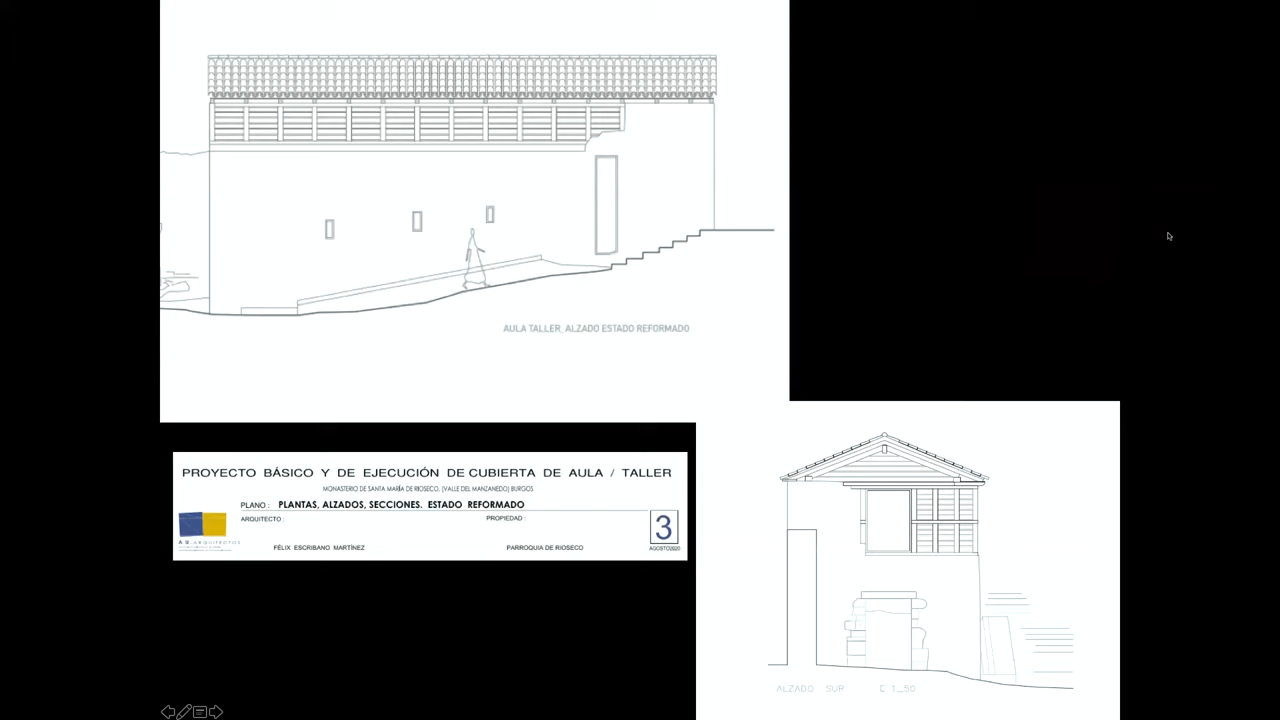 AULA TALLER_ALZADO ESTADO REFORMADO
PROYECTO BÁSICO Y DE EJECUCIÓN DE CUBIERTA DE AULA / TALLER
MONASTERIO DE SANTA MARÍA DE RIOSECO, (VALLE DEL MANZANEDO) BURGOS
PLANO : PLANTAS, ALZADOS, SECCIONES. ESTADO REFORMADO
ARQUITECTO : PROPIEDAD :
3
FÉLIX ESCRIBANO MARTÍNEZ PARROQUIA DE RIOSECO AGOSTO2020
ALZADO SUR E 1_50